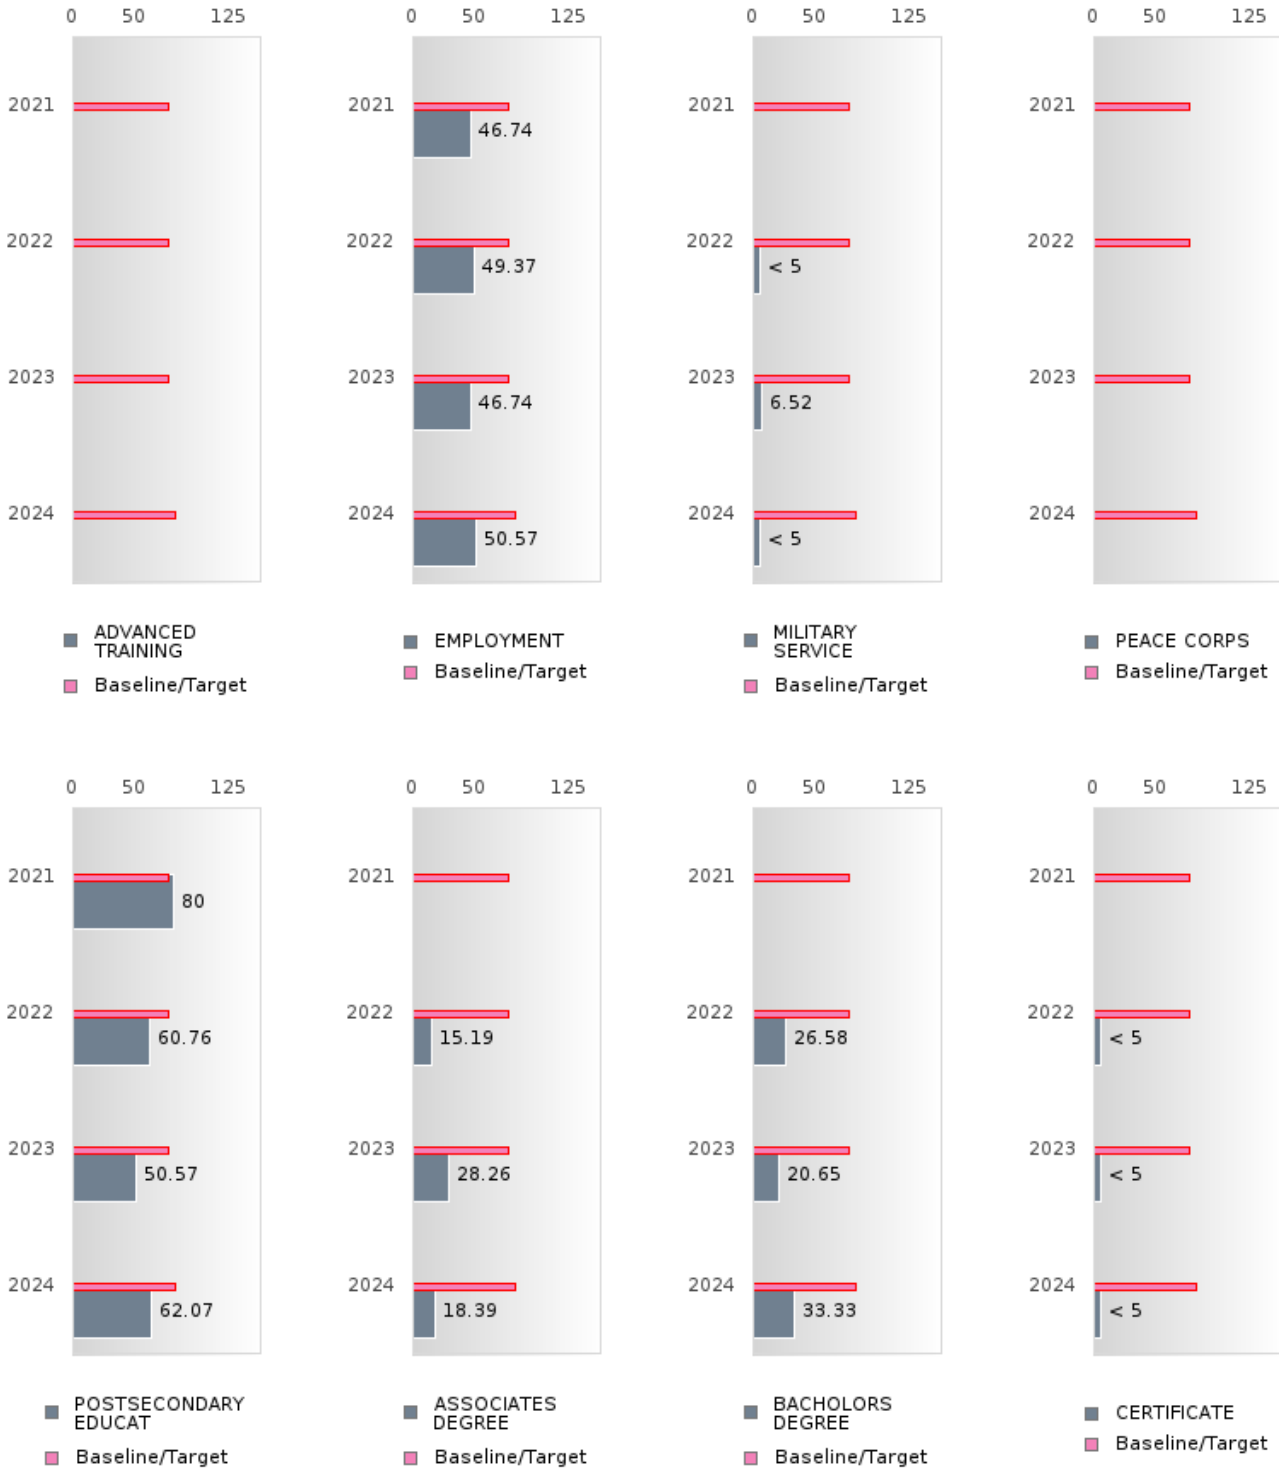 0 50 125
2021
2022
2023
2024
ADVANCED
TRAINING
Baseline/Target
0 50 125
2021
46.74
2022
49.37
2023
46.74
2024
50.57
EMPLOYMENT
Baseline/Target
0 50 125
2021
2022
< 5
2023
6.52
2024
< 5
MILITARY
SERVICE
Baseline/Target
0 50 125
2021
2022
2023
2024
PEACE CORPS
Baseline/Target
0 50 125
2021
80
2022
60.76
2023
50.57
2024
62.07
POSTSECONDARY
EDUCAT
Baseline/Target
0 50 125
2021
2022
15.19
2023
28.26
2024
18.39
ASSOCIATES
DEGREE
Baseline/Target
0 50 125
2021
2022
26.58
2023
20.65
2024
33.33
BACHOLORS
DEGREE
Baseline/Target
0 50 125
2021
2022
< 5
2023
< 5
2024
< 5
CERTIFICATE
Baseline/Target